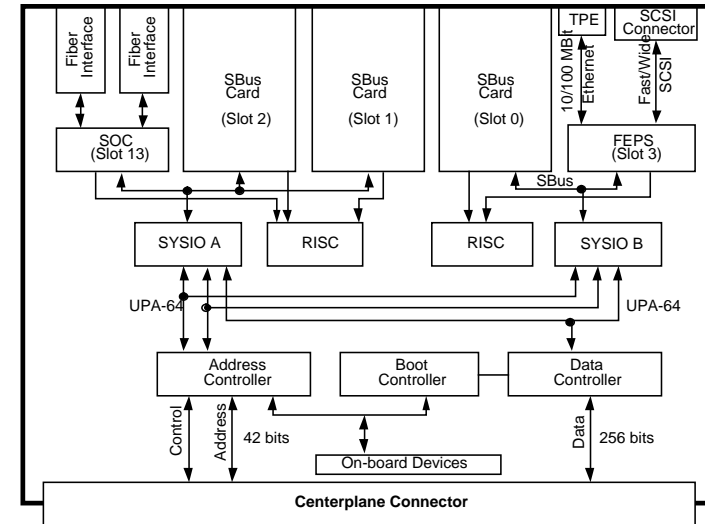 Fiber
Interface
Fiber
Interface
SBus
Card
(Slot 2)
SBus
Card
(Slot 1)
SBus
Card
(Slot 0)
TPE
SCSI
Connector
10/100 MB t
Ethernet
Fast/Wide
SCSI
SOC
(Slot 13)
FEPS
(Slot 3)
SBus
SYSIO A
RISC
RISC
SYSIO B
UPA-64
UPA-64
Address
Controller
Boot
Controller
Data
Controller
Control
Address
42 bits
Data
256 bits
On-board Devices
Centerplane Connector